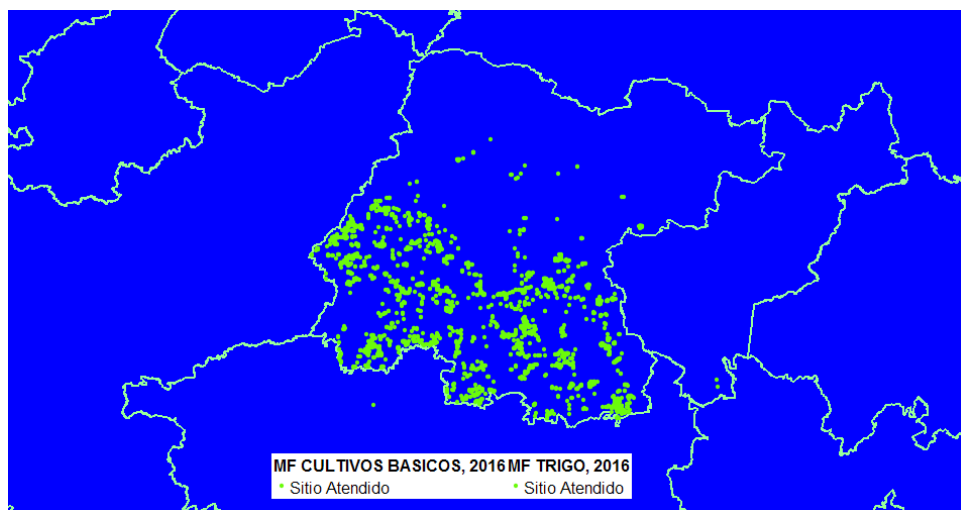 MF CULTIVOS BASICOS, 2016 MF TRIGO, 2016
Sitio Atendido Sitio Atendido